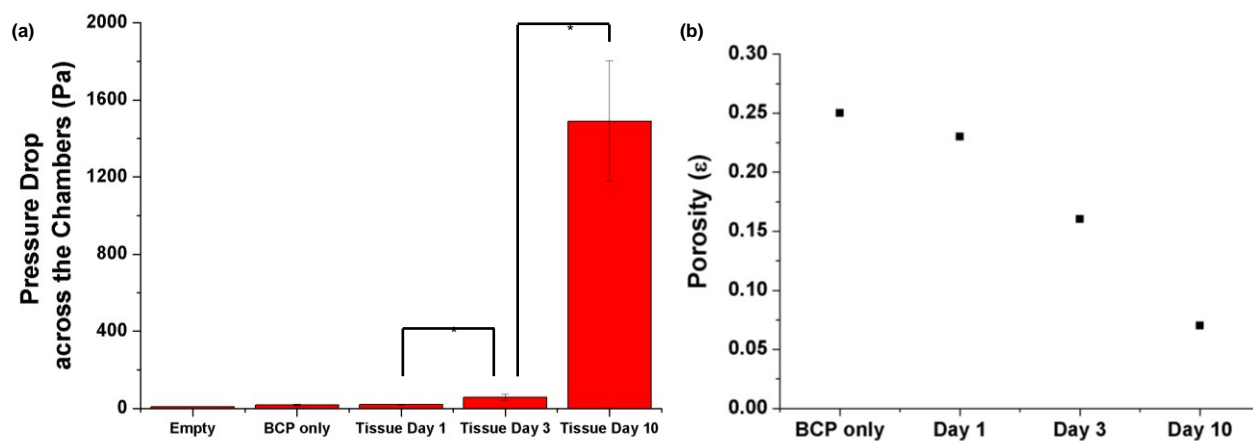 (a)
Pressure Drop
across the Chambers (Pa)
2000
1600
1200
800
400
0
*
*
Empty
BCP only
Tissue Day 1
Tissue Day 3
Tissue Day 10
(b)
Porosity (ε)
0.30
0.25
0.20
0.15
0.10
0.05
0.00
BCP only
Day 1
Day 3
Day 10